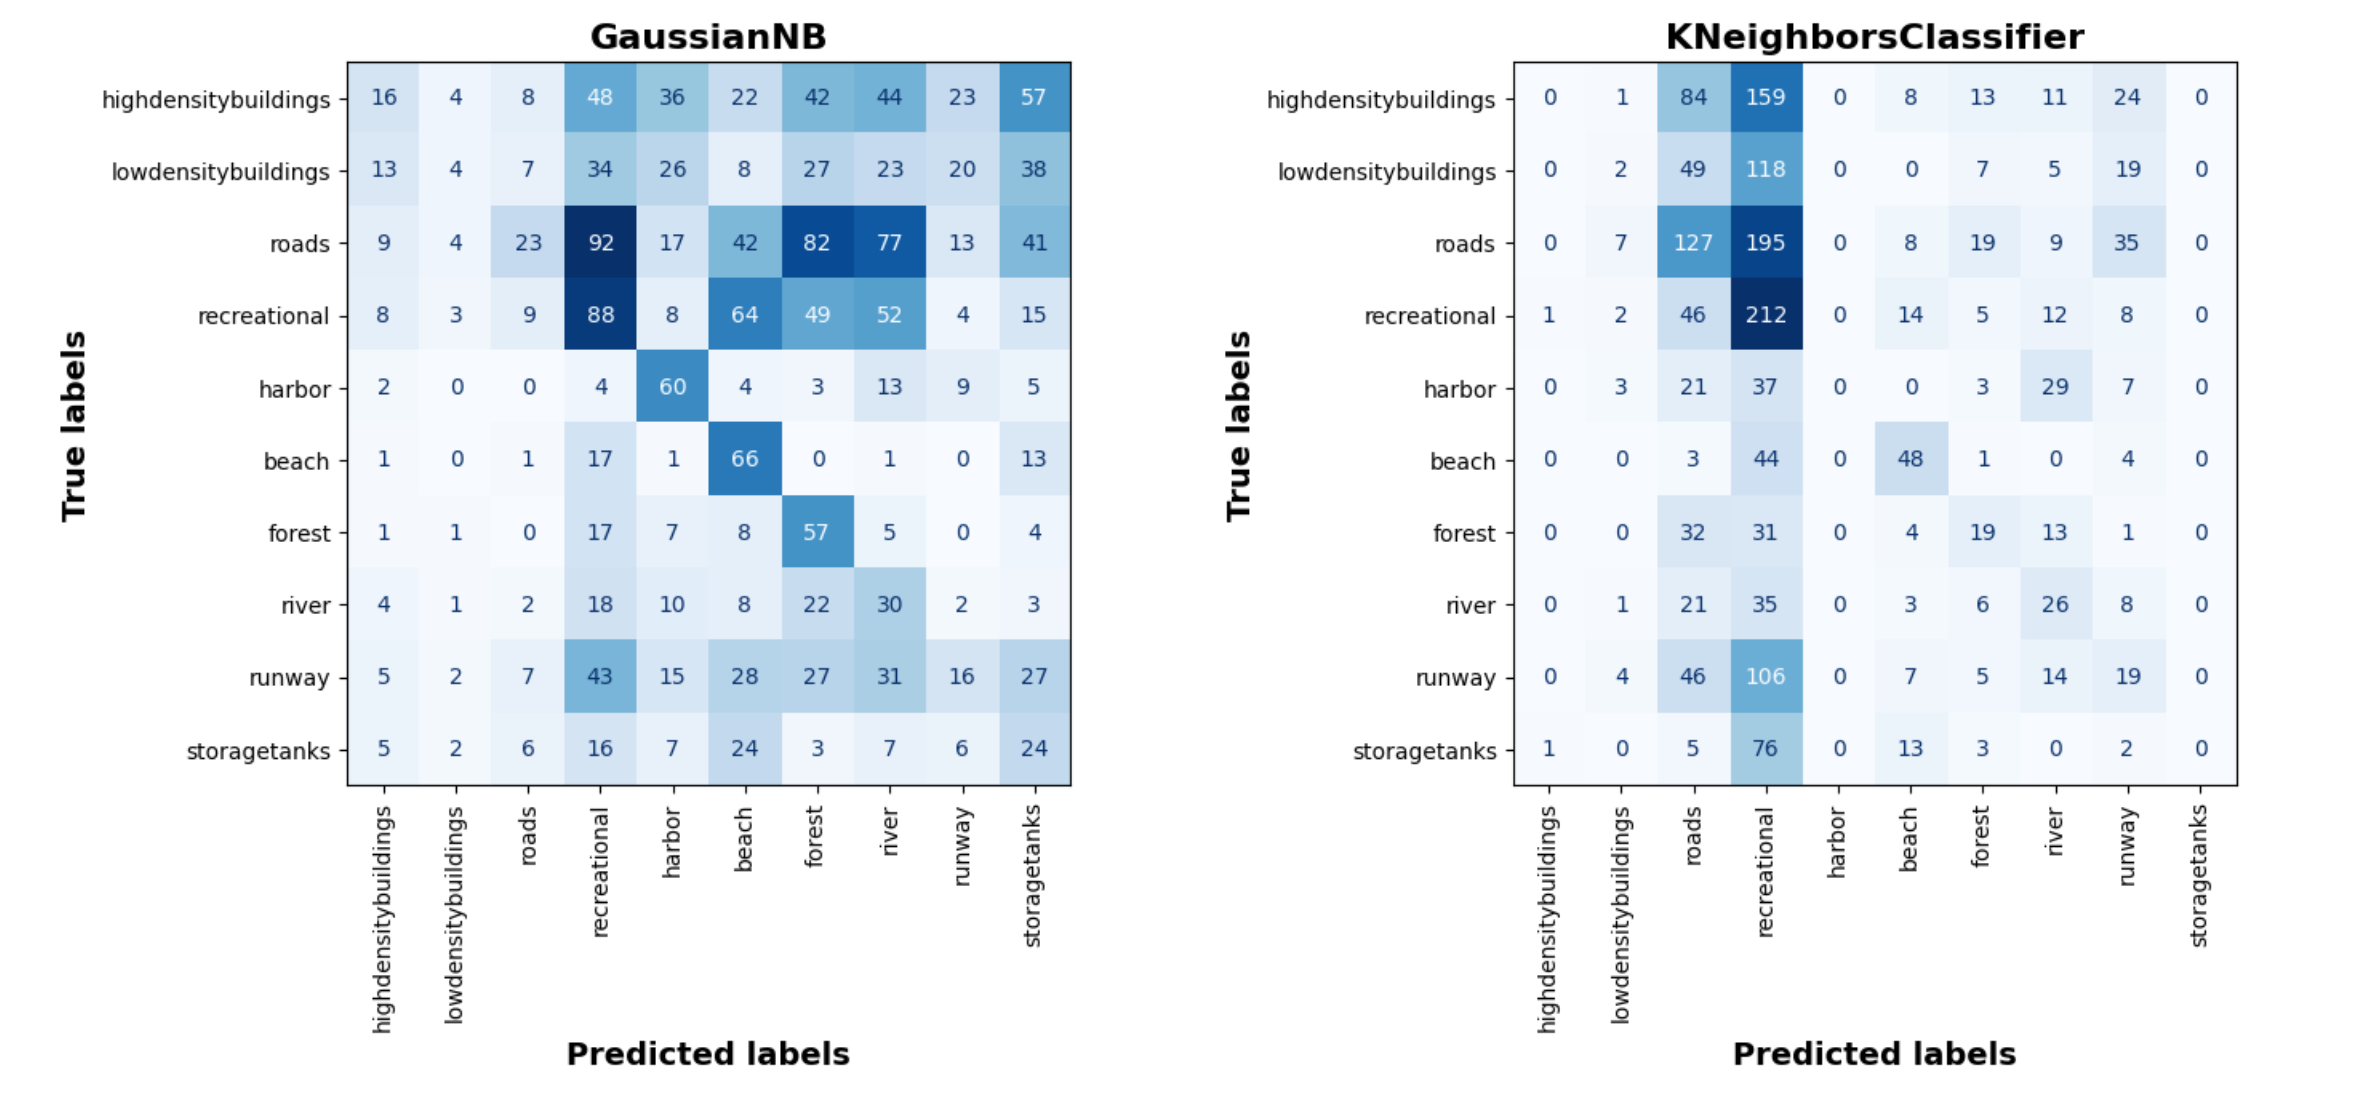 GaussianNB
highdensitybuildings 16 4 8 48 36 22 42 44 23 57
lowdensitybuildings 13 4 7 34 26 8 27 23 20 38
roads 9 4 23 92 17 42 82 77 13 41
recreational 8 3 9 88 8 64 49 52 4 15
harbor 2 0 0 4 60 4 3 13 9 5
beach 1 0 1 17 1 66 0 1 0 13
forest 1 1 0 17 7 8 57 5 0 4
river 4 1 2 18 10 8 22 30 2 3
runway 5 2 7 43 15 28 27 31 16 27
storagetanks 5 2 6 16 7 24 3 7 6 24
True labels
highdensitybuildings
lowdensitybuildings
roads
recreational
harbor
beach
forest
river
runway
storagetanks
Predicted labels
KNeighborsClassifier
highdensitybuildings 0 1 84 159 0 8 13 11 24 0
lowdensitybuildings 0 2 49 118 0 0 7 5 19 0
roads 0 7 127 195 0 8 19 9 35 0
recreational 1 2 46 212 0 14 5 12 8 0
harbor 0 3 21 37 0 0 3 29 7 0
beach 0 0 3 44 0 48 1 0 4 0
forest 0 0 32 31 0 4 19 13 1 0
river 0 1 21 35 0 3 6 26 8 0
runway 0 4 46 106 0 7 5 14 19 0
storagetanks 1 0 5 76 0 13 3 0 2 0
True labels
highdensitybuildings
lowdensitybuildings
roads
recreational
harbor
beach
forest
river
runway
storagetanks
Predicted labels